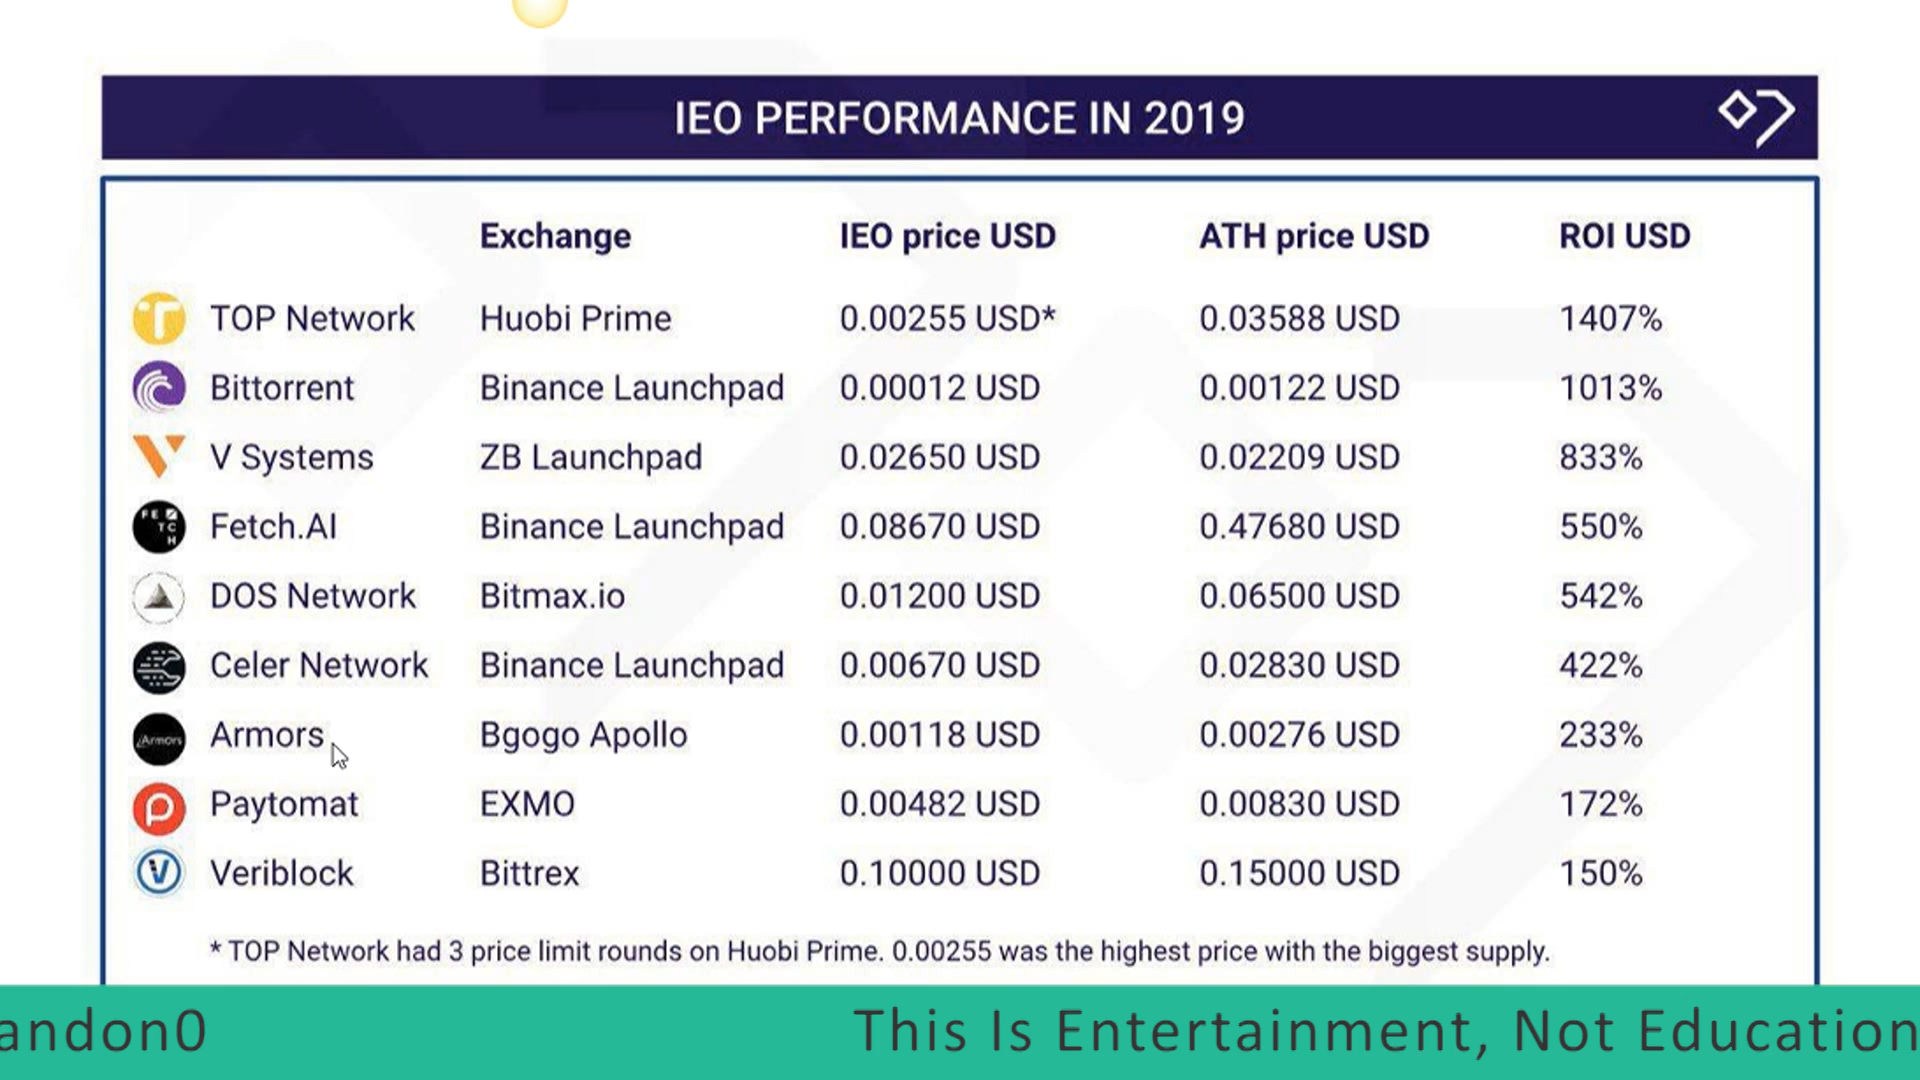 IEO PERFORMANCE IN 2019
Exchange IEO price USD ATH price USD ROI USD
TOP Network Huobi Prime 0.00255 USD* 0.03588 USD 1407%
Bittorrent Binance Launchpad 0.00012 USD 0.00122 USD 1013%
V Systems ZB Launchpad 0.02650 USD 0.02209 USD 833%
Fetch.AI Binance Launchpad 0.08670 USD 0.47680 USD 550%
DOS Network Bitmax.io 0.01200 USD 0.06500 USD 542%
Celer Network Binance Launchpad 0.00670 USD 0.02830 USD 422%
Armors Armors Bgogo Apollo 0.00118 USD 0.00276 USD 233%
Paytomat EXMO 0.00482 USD 0.00830 USD 172%
Veriblock Bittrex 0.10000 USD 0.15000 USD 150%
* TOP Network had 3 price limit rounds on Huobi Prime. 0.00255 was the highest price with the biggest supply.
andon0 This Is Entertainment, Not Education